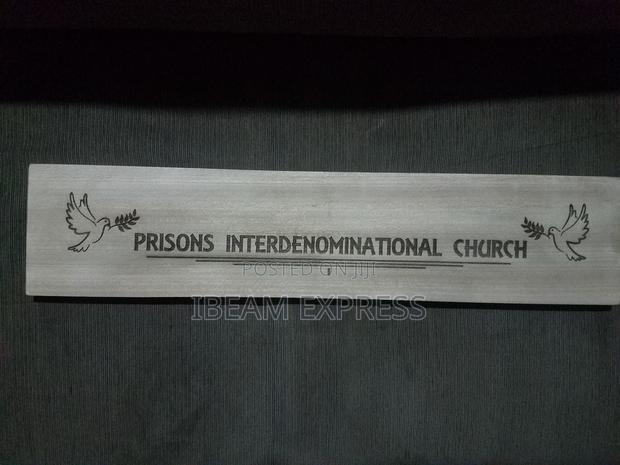 PRISONS INTERDENOMINATIONAL CHURCH
POSTED ON JIJI
IBEAM EXPRESS